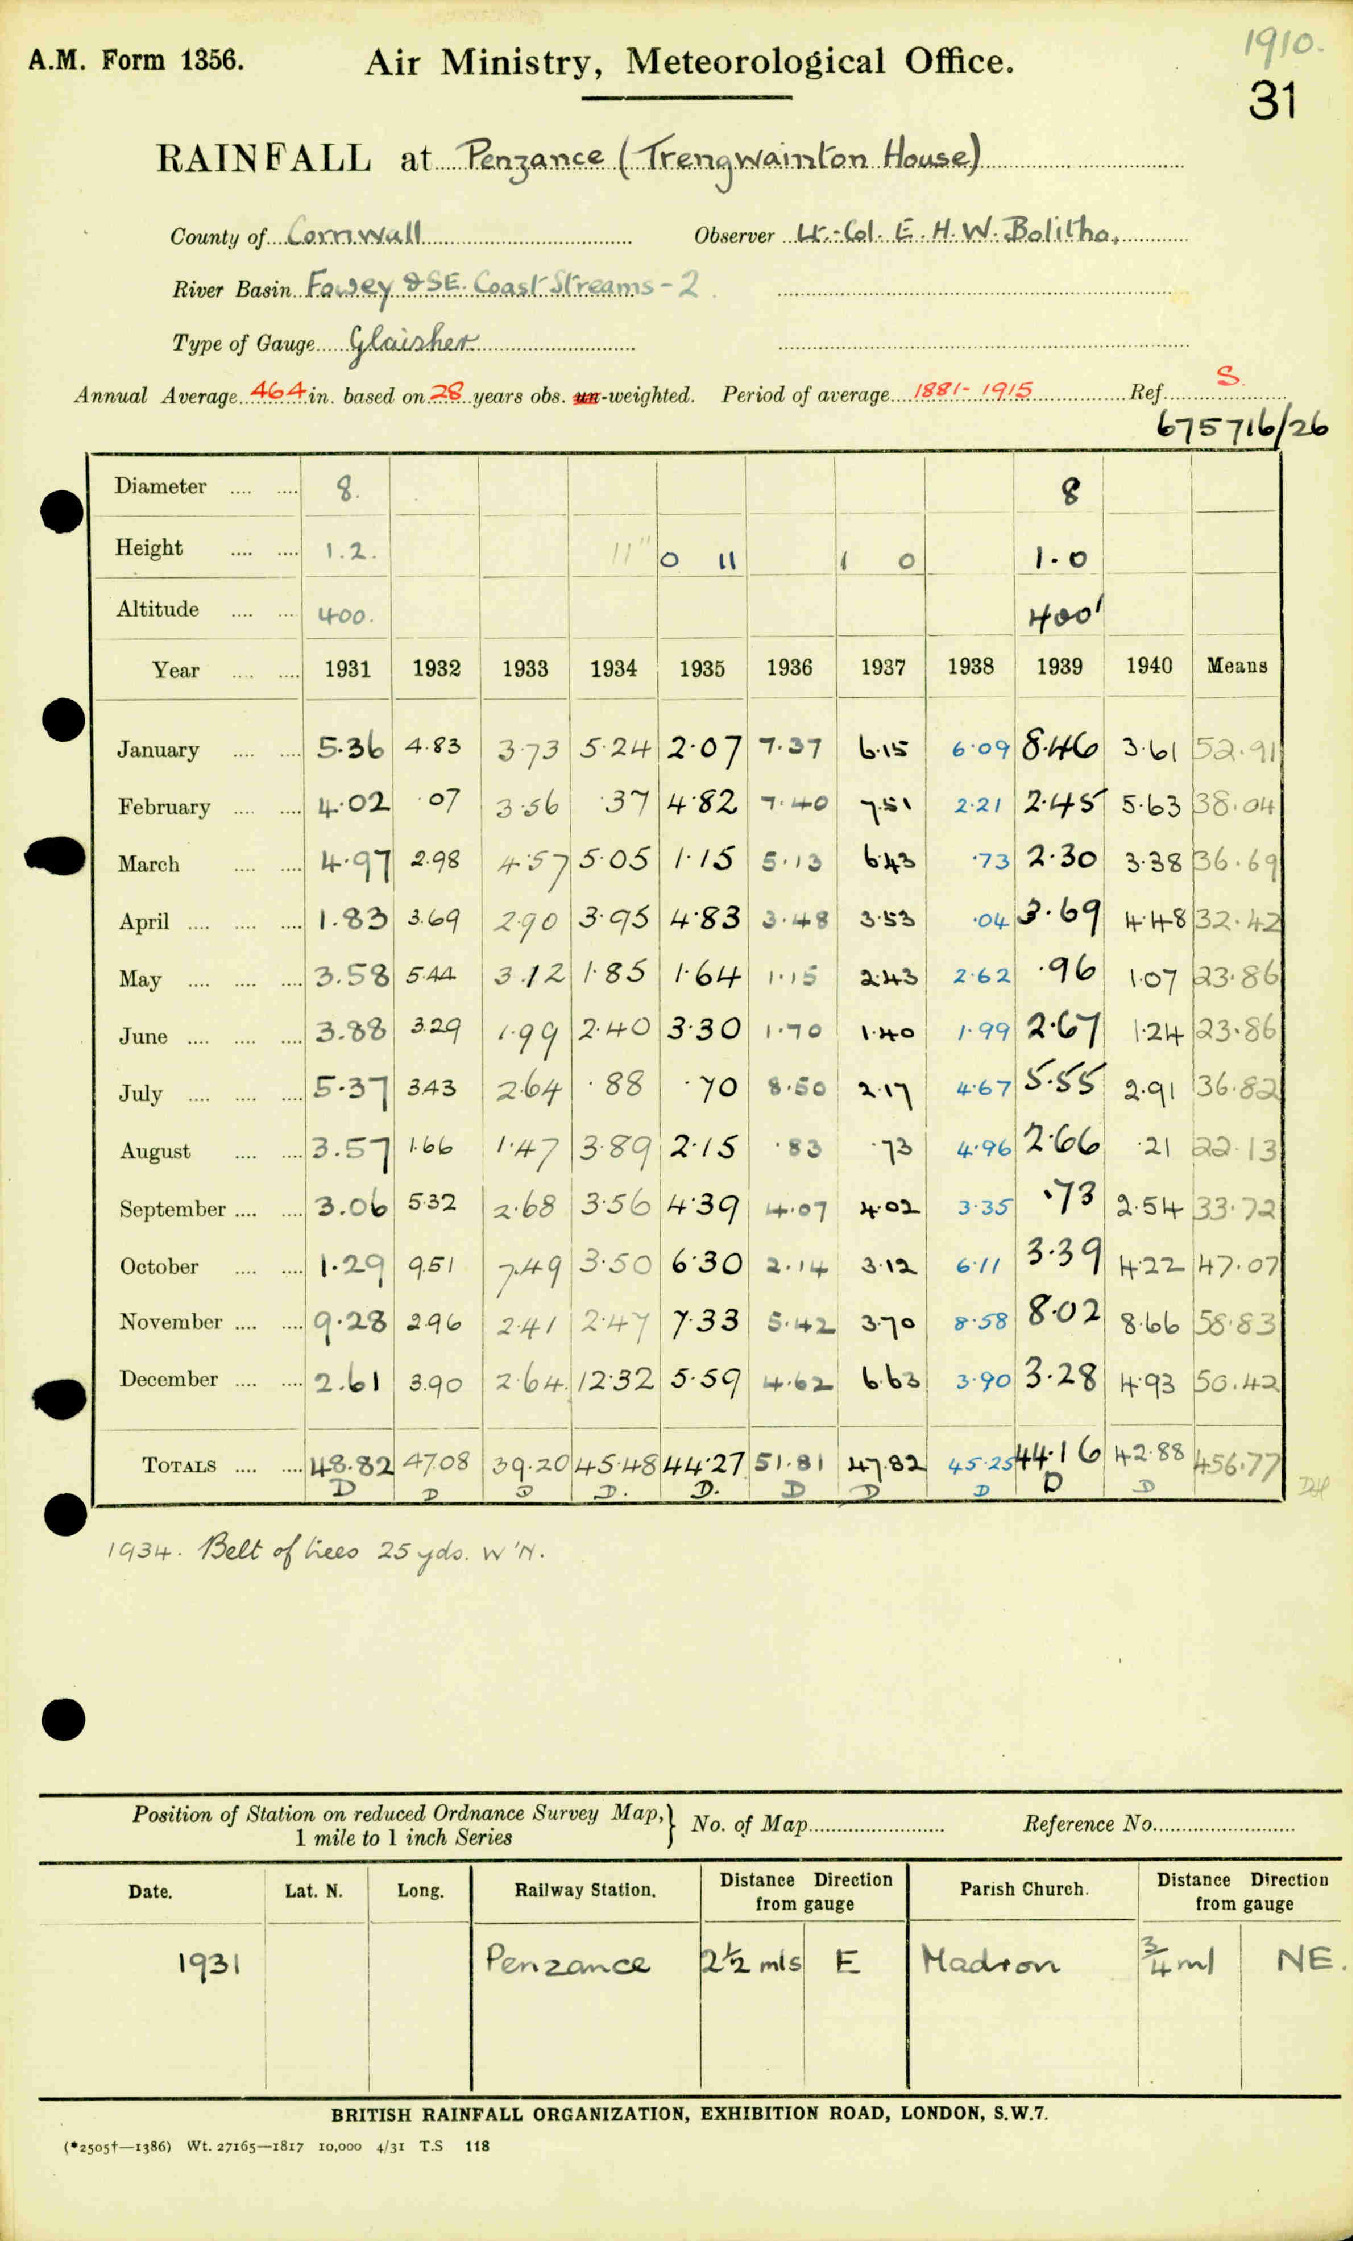 1910.
A.M. Form 1356. Air Ministry, Meteorological Office.
31
RAINFALL at Penzance (Trengwainton House)
County of Cornwall Observer Lt.-Col. E. H. W. Bolitho.
River Basin Fowey & SE. Coast Streams - 2
Type of Gauge Glaisher
Annual Average 46.4 in. based on 28 years obs. un-weighted. Period of average 1881-1915 Ref. S.
675716/26
Diameter 8. 8
Height 1.2. 11" 0 11 1 0 1.0
Altitude 400. 400'
Year 1931 1932 1933 1934 1935 1936 1937 1938 1939 1940 Means
January 5.36 4.83 3.73 5.24 2.07 7.37 6.15 6.09 8.46 3.61 52.91
February 4.02 .07 3.56 .37 4.82 7.40 7.51 2.21 2.45 5.63 38.04
March 4.97 2.98 4.57 5.05 1.15 5.13 6.43 .73 2.30 3.38 36.69
April 1.83 3.69 2.90 3.95 4.83 3.48 3.53 .04 3.69 4.48 32.42
May 3.58 5.44 3.12 1.85 1.64 1.15 2.43 2.62 .96 1.07 23.86
June 3.88 3.29 1.99 2.40 3.30 1.70 1.40 1.99 2.67 1.24 23.86
July 5.37 3.43 2.64 .88 .70 8.50 2.17 4.67 5.55 2.91 36.82
August 3.57 1.66 1.47 3.89 2.15 .83 .73 4.96 2.66 .21 22.13
September 3.06 5.32 2.68 3.56 4.39 4.07 4.02 3.35 .73 2.54 33.72
October 1.29 9.51 7.49 3.50 6.30 2.14 3.12 6.11 3.39 4.22 47.07
November 9.28 2.96 2.41 2.47 7.33 5.42 3.70 8.58 8.02 8.66 58.83
December 2.61 3.90 2.64 12.32 5.59 4.62 6.63 3.90 3.28 4.93 50.42
TOTALS 48.82 47.08 39.20 45.48 44.27 51.81 47.82 45.25 44.16 42.88 456.77
D D D D. D. D D D D D
1934. Belt of trees 25 yds. W'N.
Position of Station on reduced Ordnance Survey Map, 1 mile to 1 inch Series } No. of Map Reference No.
Date. Lat. N. Long. Railway Station. Distance Direction from gauge Parish Church. Distance Direction from gauge
1931 Penzance 2½ mls E Madron ¾ ml NE.
BRITISH RAINFALL ORGANIZATION, EXHIBITION ROAD, LONDON, S.W.7.
(*2505†—1386) Wt. 27165—1817 10,000 4/31 T.S 118